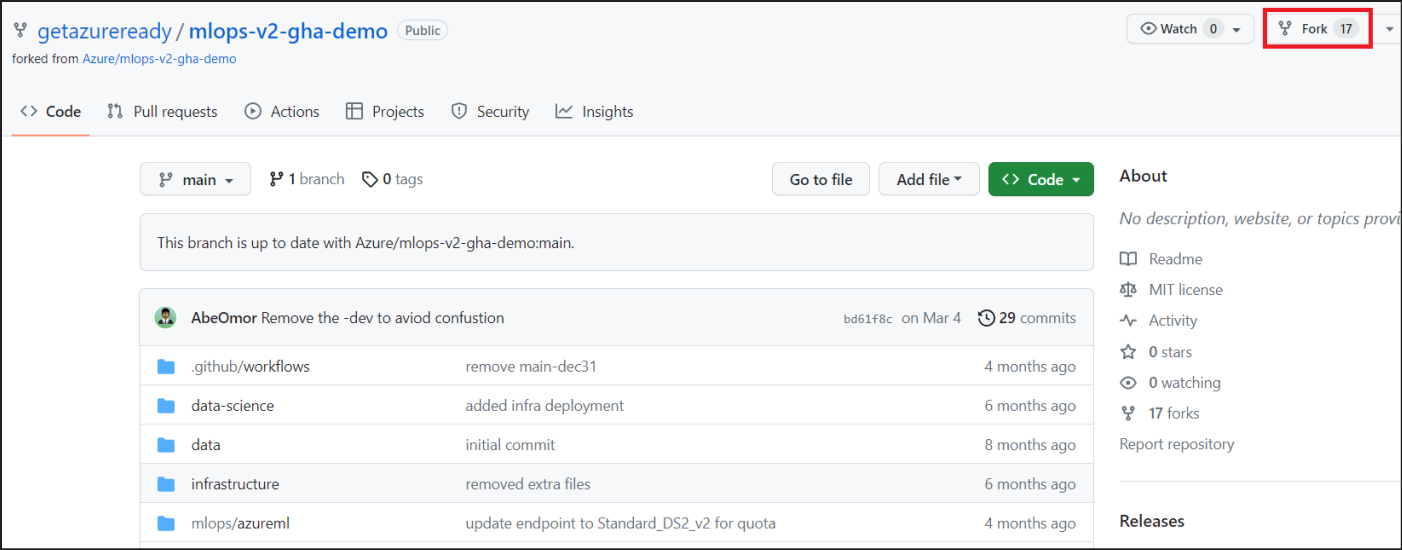 getazureready / mlops-v2-gha-demo Public
Watch 0
Fork 17
forked from Azure/mlops-v2-gha-demo
Code Pull requests Actions Projects Security Insights
main 1 branch 0 tags Go to file Add file Code
This branch is up to date with Azure/mlops-v2-gha-demo:main.
AbeOmor Remove the -dev to aviod confustion bd61f8c on Mar 4 29 commits
.github/workflows remove main-dec31 4 months ago
data-science added infra deployment 6 months ago
data initial commit 8 months ago
infrastructure removed extra files 6 months ago
mlops/azureml update endpoint to Standard_DS2_v2 for quota 4 months ago
About
No description, website, or topics provi
Readme
MIT license
Activity
0 stars
0 watching
17 forks
Report repository
Releases